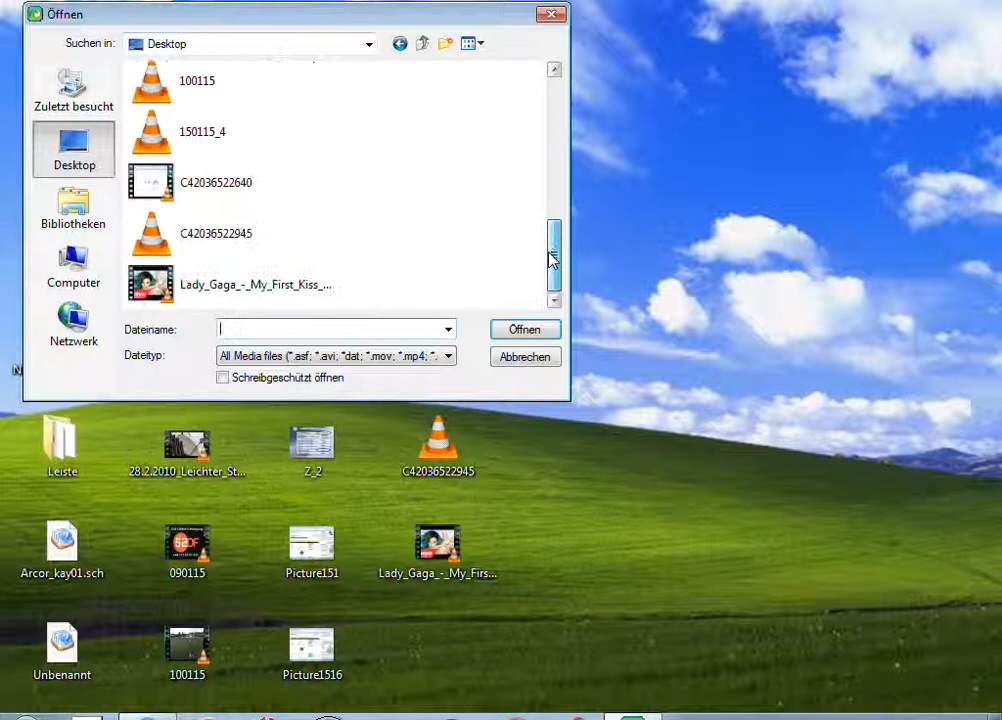 Öffnen
Suchen in: Desktop
Zuletzt besucht
Desktop
Bibliotheken
Computer
Netzwerk
100115
150115_4
C42036522640
C42036522945
Lady_Gaga_-_My_First_Kiss_...
Dateiname: Öffnen
Dateityp: All Media files (*.asf; *.avi; *dat; *.mov; *.mp4; *. Abbrechen
Schreibgeschützt öffnen
Leiste 28.2.2010_Leichter_St... Z_2 C42036522945
Arcor_kay01.sch 090115 Picture151 Lady_Gaga_-_My_Firs...
Unbenannt 100115 Picture1516